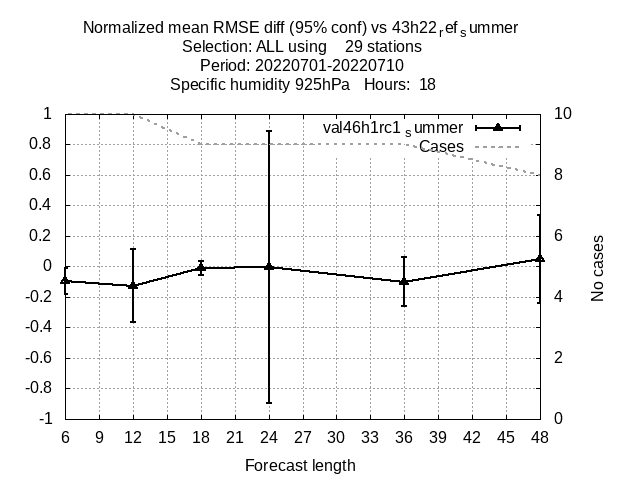 Normalized mean RMSE diff (95% conf) vs 43h22refsummer
Selection: ALL using 29 stations
Period: 20220701-20220710
Specific humidity 925hPa Hours: 18
val46h1rc1summer
Cases
1
0.8
0.6
0.4
0.2
0
-0.2
-0.4
-0.6
-0.8
-1
10
8
6
4
2
0
No cases
6 9 12 15 18 21 24 27 30 33 36 39 42 45 48
Forecast length